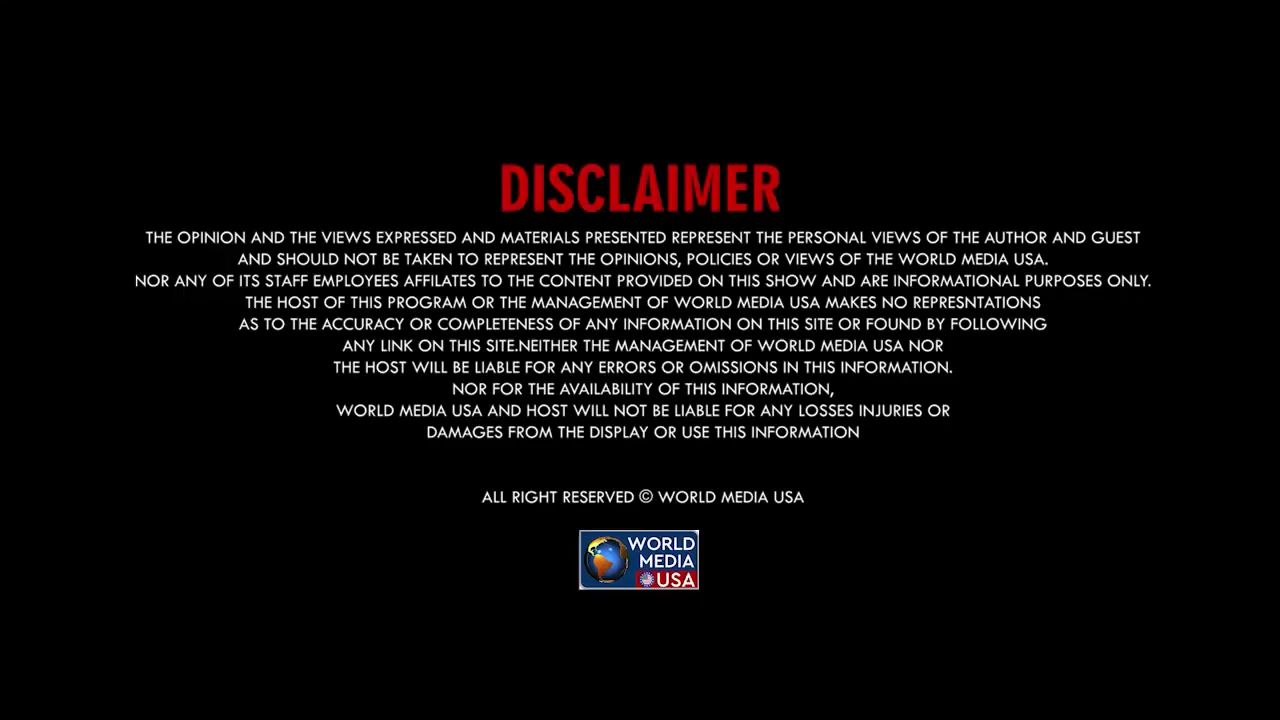 DISCLAIMER
THE OPINION AND THE VIEWS EXPRESSED AND MATERIALS PRESENTED REPRESENT THE PERSONAL VIEWS OF THE AUTHOR AND GUEST
AND SHOULD NOT BE TAKEN TO REPRESENT THE OPINIONS, POLICIES OR VIEWS OF THE WORLD MEDIA USA.
NOR ANY OF ITS STAFF EMPLOYEES AFFILATES TO THE CONTENT PROVIDED ON THIS SHOW AND ARE INFORMATIONAL PURPOSES ONLY.
THE HOST OF THIS PROGRAM OR THE MANAGEMENT OF WORLD MEDIA USA MAKES NO REPRESNTATIONS
AS TO THE ACCURACY OR COMPLETENESS OF ANY INFORMATION ON THIS SITE OR FOUND BY FOLLOWING
ANY LINK ON THIS SITE.NEITHER THE MANAGEMENT OF WORLD MEDIA USA NOR
THE HOST WILL BE LIABLE FOR ANY ERRORS OR OMISSIONS IN THIS INFORMATION.
NOR FOR THE AVAILABILITY OF THIS INFORMATION,
WORLD MEDIA USA AND HOST WILL NOT BE LIABLE FOR ANY LOSSES INJURIES OR
DAMAGES FROM THE DISPLAY OR USE THIS INFORMATION
ALL RIGHT RESERVED © WORLD MEDIA USA
WORLD
MEDIA
USA